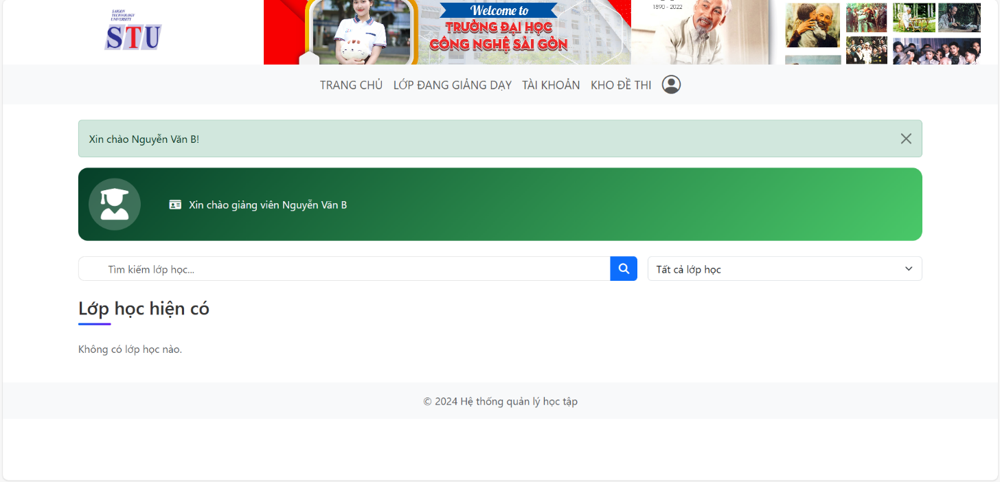 SAIGON
TECHNOLOGY
UNIVERSITY
STU
Welcome to
TRƯỜNG ĐẠI HỌC
CÔNG NGHỆ SÀI GÒN
1890 - 2022
TRANG CHỦ LỚP ĐANG GIẢNG DẠY TÀI KHOẢN KHO ĐỀ THI
Xin chào Nguyễn Văn B!
Xin chào giảng viên Nguyễn Văn B
Tìm kiếm lớp học...
Tất cả lớp học
Lớp học hiện có
Không có lớp học nào.
© 2024 Hệ thống quản lý học tập